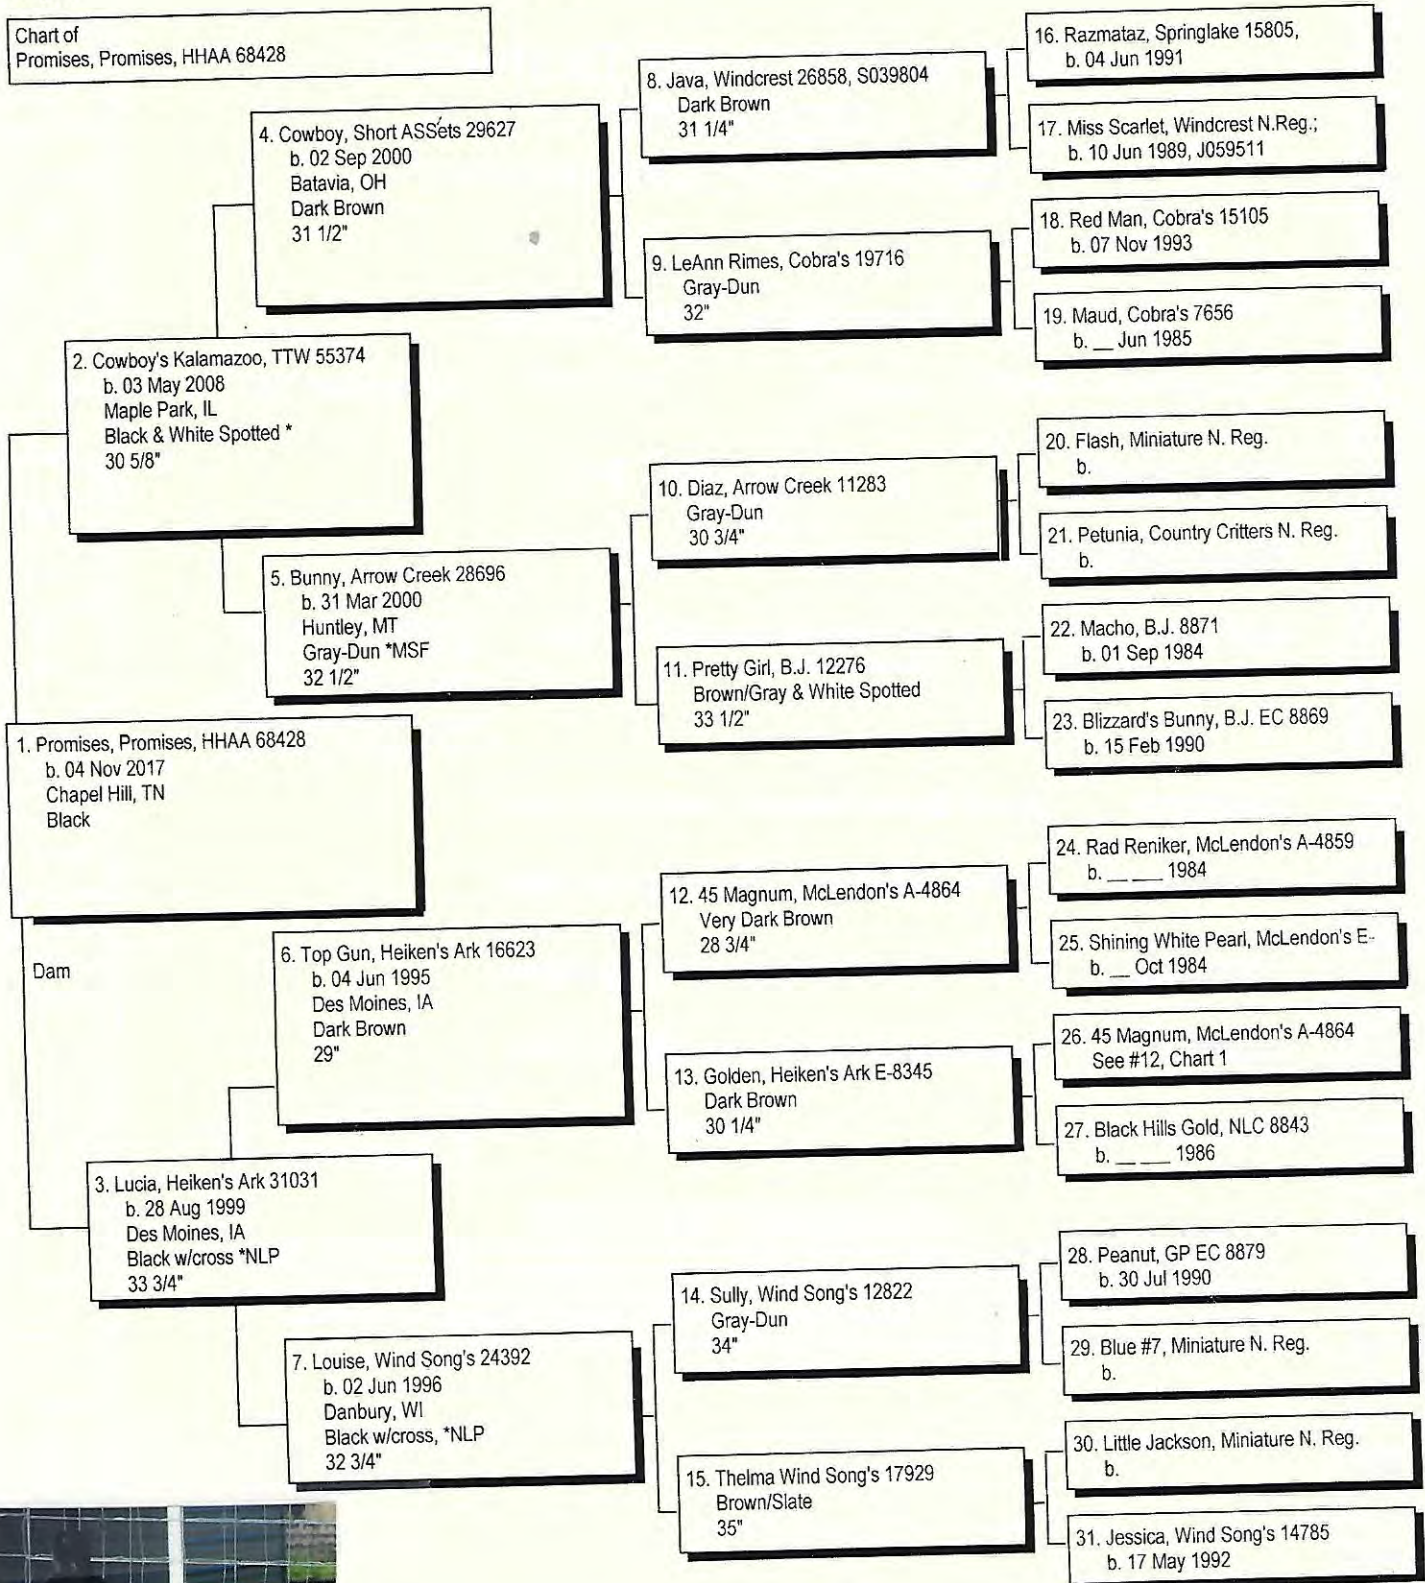 Chart of
Promises, Promises, HHAA 68428
1. Promises, Promises, HHAA 68428
b. 04 Nov 2017
Chapel Hill, TN
Black
Dam
2. Cowboy's Kalamazoo, TTW 55374
b. 03 May 2008
Maple Park, IL
Black & White Spotted *
30 5/8"
3. Lucia, Heiken's Ark 31031
b. 28 Aug 1999
Des Moines, IA
Black w/cross *NLP
33 3/4"
4. Cowboy, Short ASSets 29627
b. 02 Sep 2000
Batavia, OH
Dark Brown
31 1/2"
5. Bunny, Arrow Creek 28696
b. 31 Mar 2000
Huntley, MT
Gray-Dun *MSF
32 1/2"
6. Top Gun, Heiken's Ark 16623
b. 04 Jun 1995
Des Moines, IA
Dark Brown
29"
7. Louise, Wind Song's 24392
b. 02 Jun 1996
Danbury, WI
Black w/cross, *NLP
32 3/4"
8. Java, Windcrest 26858, S039804
Dark Brown
31 1/4"
9. LeAnn Rimes, Cobra's 19716
Gray-Dun
32"
10. Diaz, Arrow Creek 11283
Gray-Dun
30 3/4"
11. Pretty Girl, B.J. 12276
Brown/Gray & White Spotted
33 1/2"
12. 45 Magnum, McLendon's A-4864
Very Dark Brown
28 3/4"
13. Golden, Heiken's Ark E-8345
Dark Brown
30 1/4"
14. Sully, Wind Song's 12822
Gray-Dun
34"
15. Thelma Wind Song's 17929
Brown/Slate
35"
16. Razmataz, Springlake 15805,
b. 04 Jun 1991
17. Miss Scarlet, Windcrest N.Reg.;
b. 10 Jun 1989, J059511
18. Red Man, Cobra's 15105
b. 07 Nov 1993
19. Maud, Cobra's 7656
b. __ Jun 1985
20. Flash, Miniature N. Reg.
b.
21. Petunia, Country Critters N. Reg.
b.
22. Macho, B.J. 8871
b. 01 Sep 1984
23. Blizzard's Bunny, B.J. EC 8869
b. 15 Feb 1990
24. Rad Reniker, McLendon's A-4859
b. __ ___ 1984
25. Shining White Pearl, McLendon's E-
b. __ Oct 1984
26. 45 Magnum, McLendon's A-4864
See #12, Chart 1
27. Black Hills Gold, NLC 8843
b. __ ___ 1986
28. Peanut, GP EC 8879
b. 30 Jul 1990
29. Blue #7, Miniature N. Reg.
b.
30. Little Jackson, Miniature N. Reg.
b.
31. Jessica, Wind Song's 14785
b. 17 May 1992